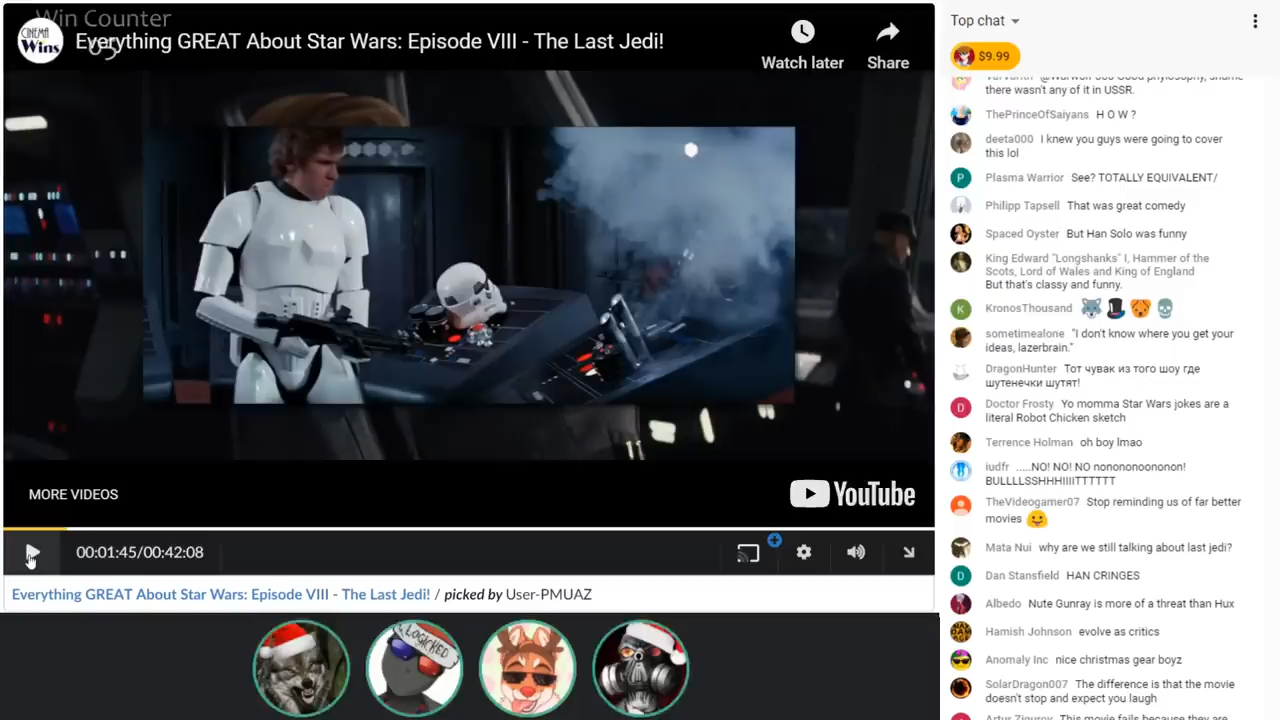 Win Counter
05
CINEMA
Wins
Everything GREAT About Star Wars: Episode VIII - The Last Jedi!
Watch later
Share
MORE VIDEOS
YouTube
00:01:45/00:42:08
Everything GREAT About Star Wars: Episode VIII - The Last Jedi! / picked by User-PMUAZ
LOGICKED
Top chat
$9.99
there wasn't any of it in USSR.
ThePrinceOfSaiyans H O W ?
deeta000 I knew you guys were going to cover
this lol
P Plasma Warrior See? TOTALLY EQUIVALENT/
Philipp Tapsell That was great comedy
Spaced Oyster But Han Solo was funny
King Edward "Longshanks" I, Hammer of the
Scots, Lord of Wales and King of England
But that's classy and funny.
K KronosThousand 🐺🎩🐶💀
sometimealone "I don't know where you get your
ideas, lazerbrain."
DragonHunter Тот чувак из того шоу где
шутенечки шутят!
D Doctor Frosty Yo momma Star Wars jokes are a
literal Robot Chicken sketch
Terrence Holman oh boy lmao
iudfr .....NO! NO! NO nonononoononon!
BULLLLSSHHHIIIITTTTTT
TheVideogamer07 Stop reminding us of far better
movies 😛
Mata Nui why are we still talking about last jedi?
D Dan Stansfield HAN CRINGES
Albedo Nute Gunray is more of a threat than Hux
Hamish Johnson evolve as critics
Anomaly Inc nice christmas gear boyz
SolarDragon007 The difference is that the movie
doesn't stop and expect you laugh
Artur Zinurov This movie fails because they are